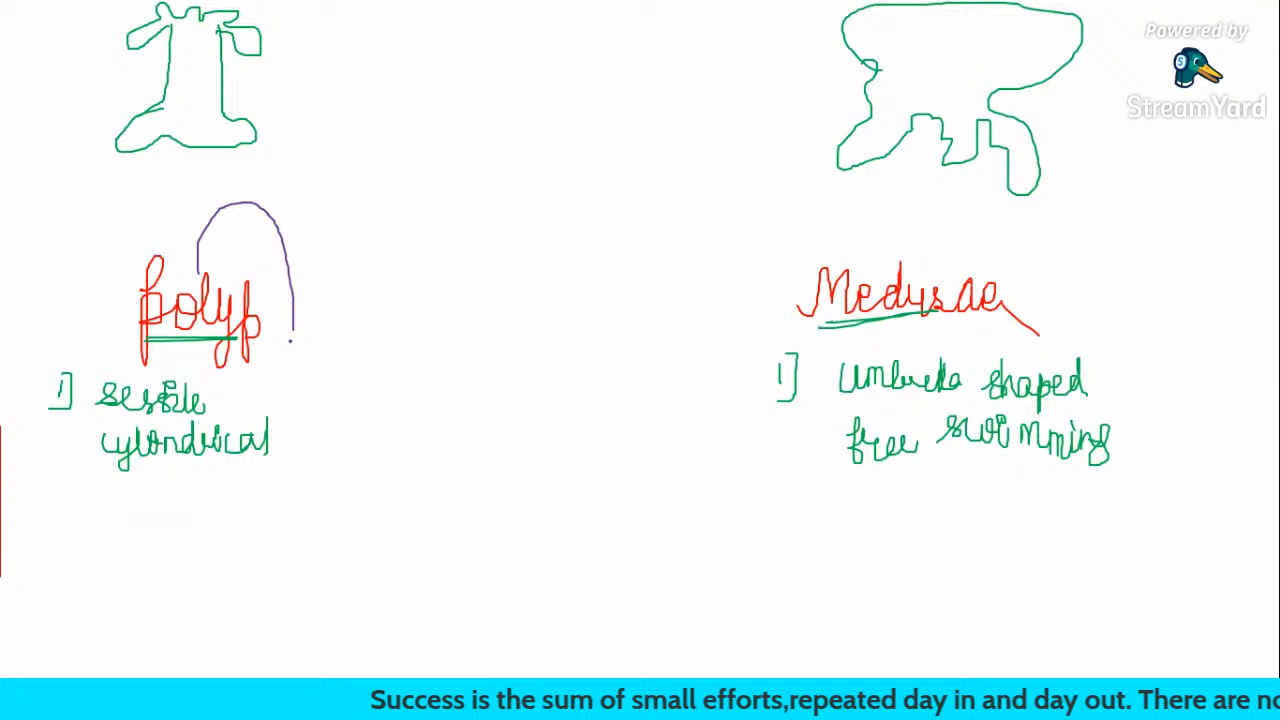 Powered by
StreamYard
polyp
Medusae
1] sessile
cylindrical
1] umbrella shaped
free swimming
Success is the sum of small efforts,repeated day in and day out. There are no